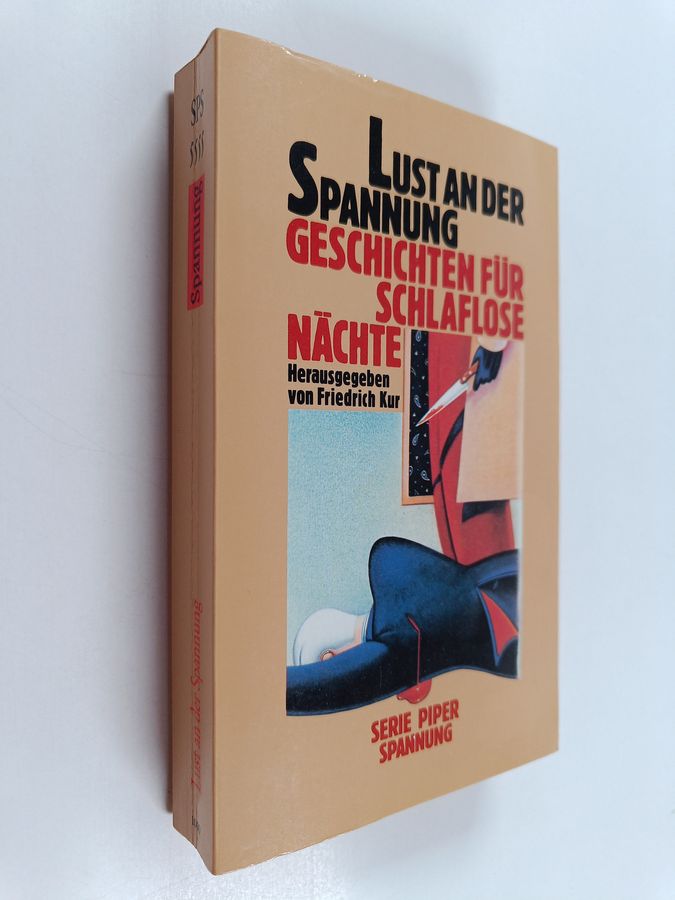 LUST AN DER
SPANNUNG
GESCHICHTEN FÜR
SCHLAFLOSE
NÄCHTE
Herausgegeben
von Friedrich Kur
SERIE PIPER
SPANNUNG
SPS
5555
Spannung
Lust an der Spannung